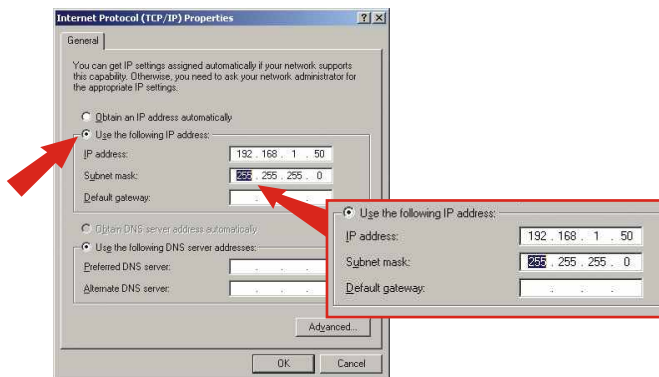 Internet Protocol (TCP/IP) Properties
General
You can get IP settings assigned automatically if your network supports
this capability. Otherwise, you need to ask your network administrator for
the appropriate IP settings.
Obtain an IP address automatically
Use the following IP address:
IP address: 192 . 168 . 1 . 50
Subnet mask: 255 . 255 . 255 . 0
Default gateway: . . .
Obtain DNS server address automatically
Use the following DNS server addresses:
Preferred DNS server: . . .
Alternate DNS server: . . .
Advanced...
OK Cancel
Use the following IP address:
IP address: 192 . 168 . 1 . 50
Subnet mask: 255 . 255 . 255 . 0
Default gateway: . . .